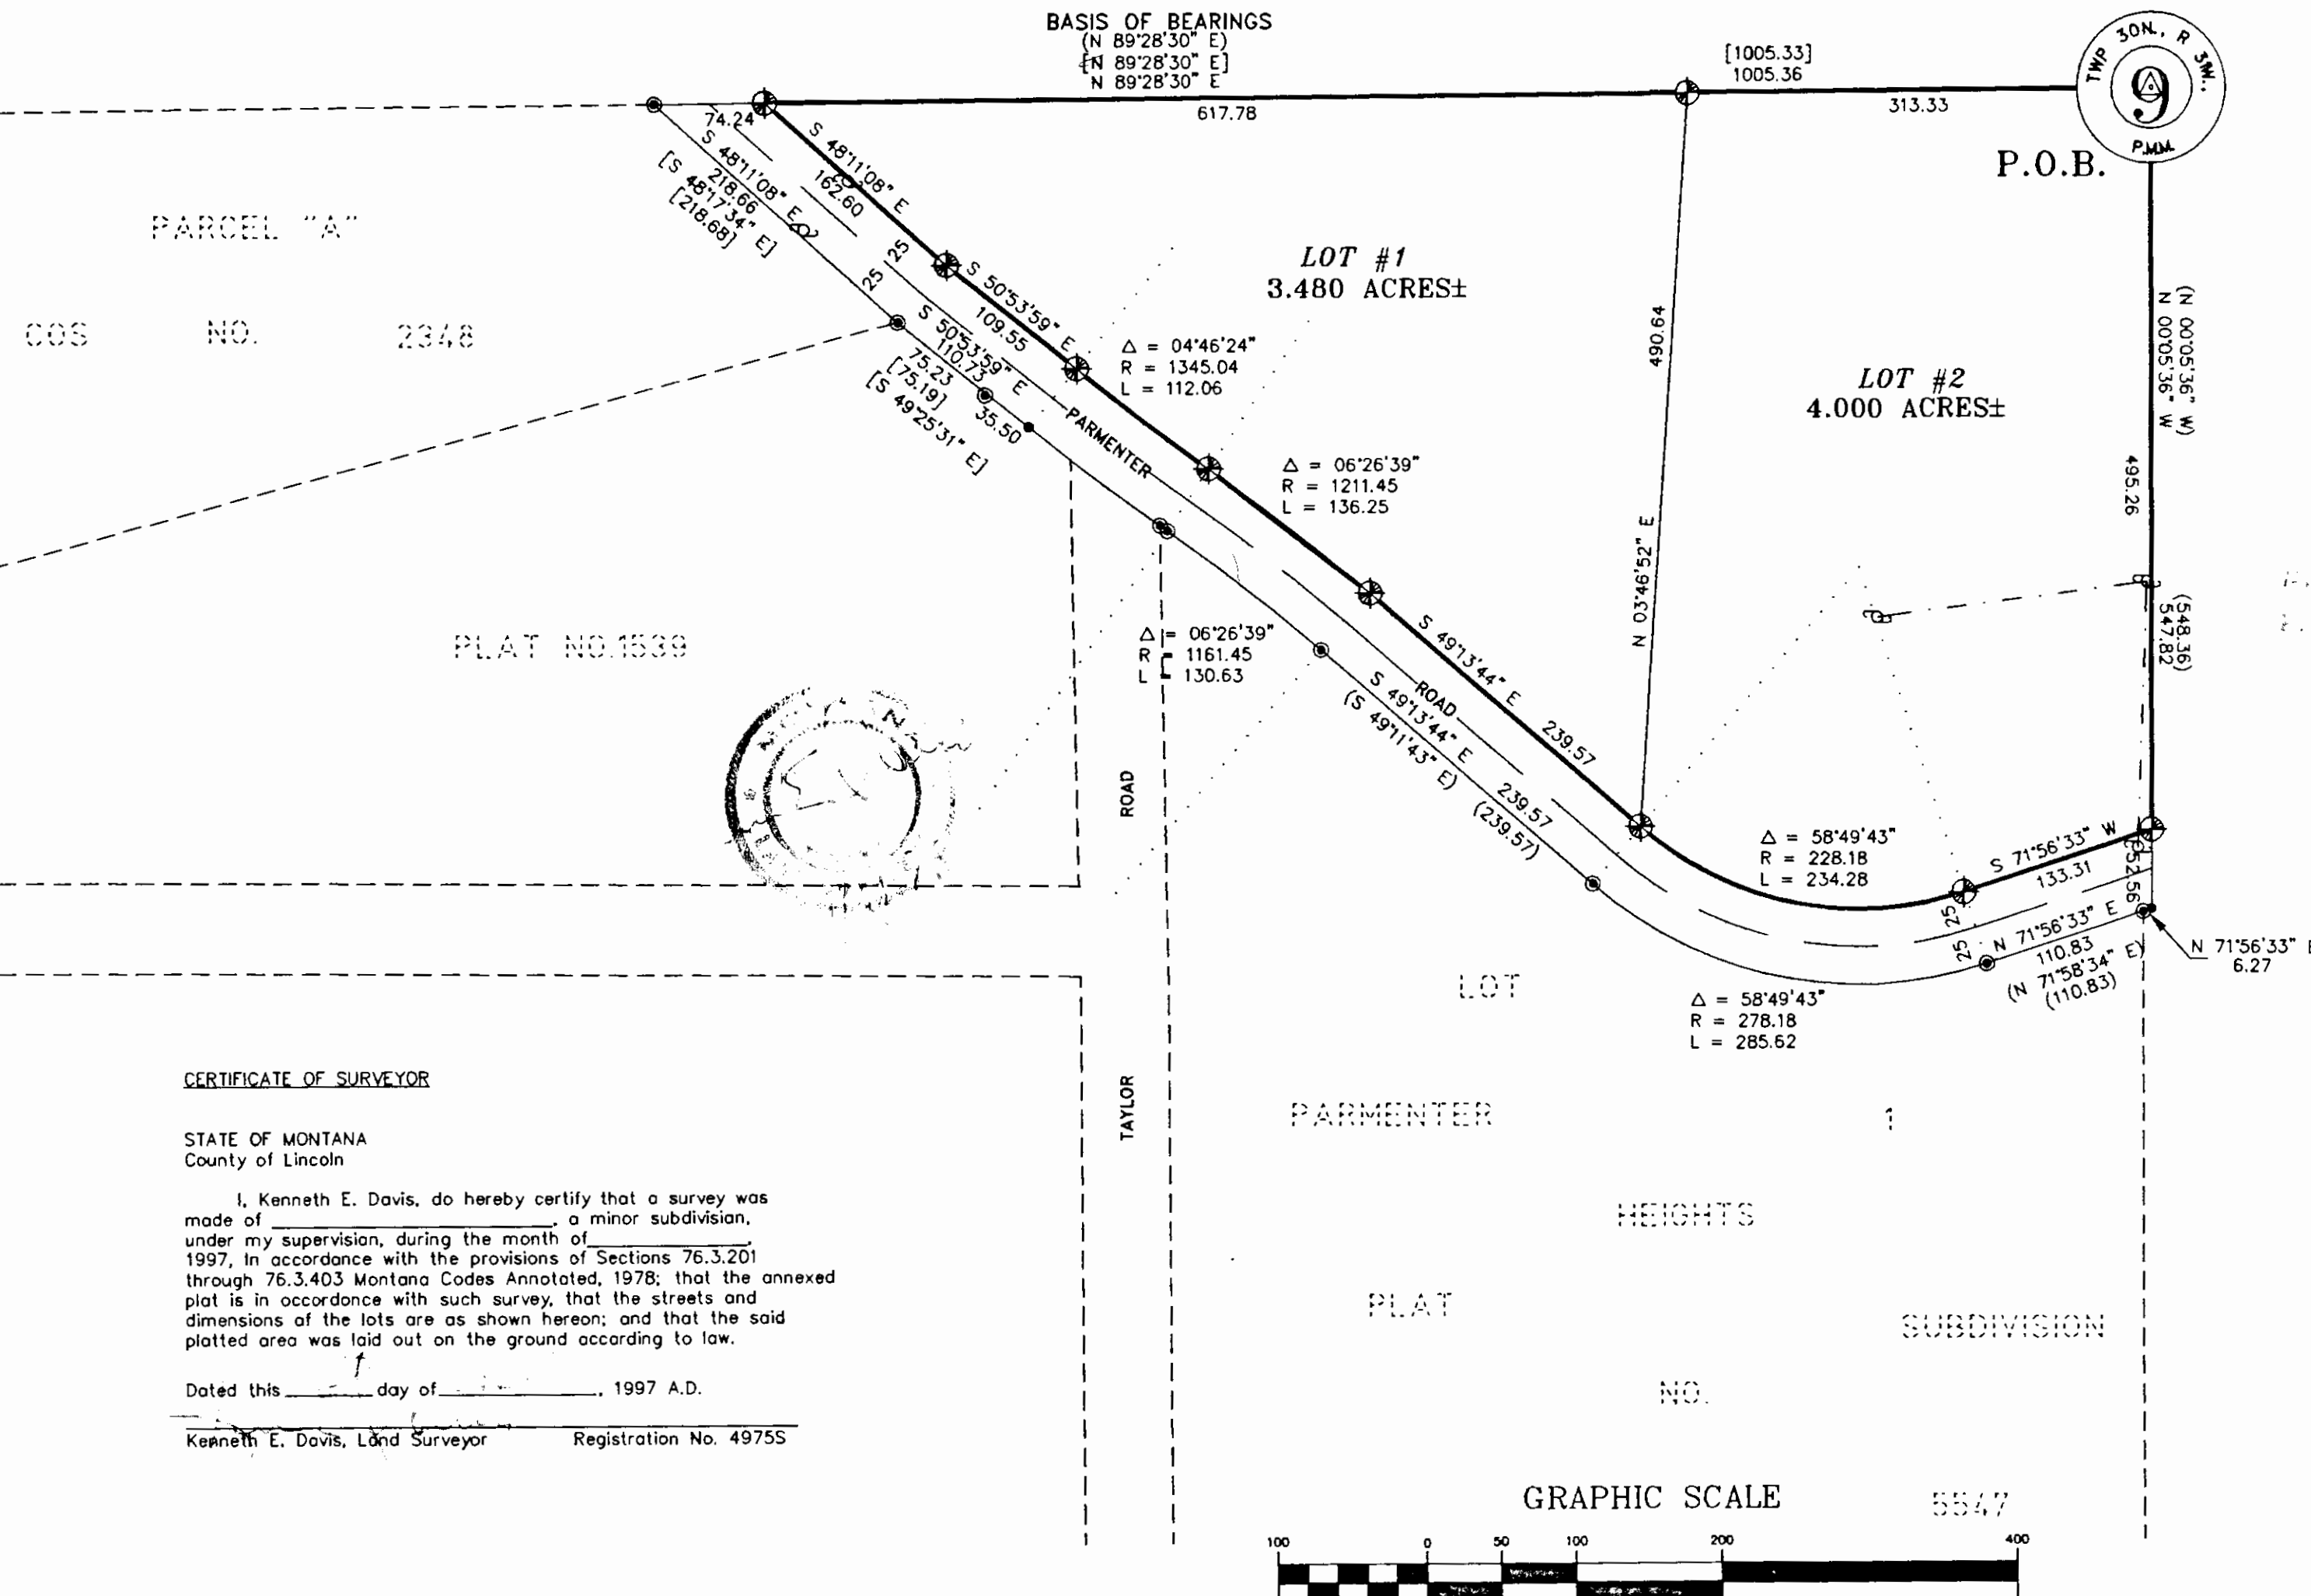 BASIS OF BEARINGS
(N 89°28'30" E)
[N 89°28'30" E]
N 89°28'30" E
[1005.33]
1005.36
617.78
313.33
TWP 30N., R 31W.,
9
P.M.M.
P.O.B.
74.24
S 48°11'08" E
162.60
S 48°11'08" E
218.66
[S 48°17'34" E]
[218.68]
25
25
PARCEL "A"
COS NO. 2348
LOT #1
3.480 ACRES±
S 50°53'59" E
109.55
S 50°53'59" E
110.73
75.23
[75.19]
[S 49°25'31" E]
35.50
Δ = 04°46'24"
R = 1345.04
L = 112.06
490.64
N 03°46'52" E
LOT #2
4.000 ACRES±
(N 00°05'36" W)
N 00°05'36" W
495.26
(548.36)
547.82
PARMENTER
ROAD
Δ = 06°26'39"
R = 1211.45
L = 136.25
Δ = 06°26'39"
R = 1161.45
L = 130.63
PLAT NO.1539
S 49°13'44" E
239.57
S 49°13'44" E
239.57
(S 49°11'43" E)
(239.57)
Δ = 58°49'43"
R = 228.18
L = 234.28
S 71°56'33" W
133.31
52.56
25
25
N 71°56'33" E
110.83
(N 71°58'34" E)
(110.83)
N 71°56'33"
6.27
Δ = 58°49'43"
R = 278.18
L = 285.62
ROAD
TAYLOR
LOT
PARMENTER
1
HEIGHTS
PLAT
SUBDIVISION
NO.
5547
CERTIFICATE OF SURVEYOR
STATE OF MONTANA
County of Lincoln
I, Kenneth E. Davis, do hereby certify that a survey was
made of ____________, a minor subdivision,
under my supervision, during the month of ____________,
1997, In accordance with the provisions of Sections 76.3.201
through 76.3.403 Montana Codes Annotated, 1978; that the annexed
plat is in accordance with such survey, that the streets and
dimensions of the lots are as shown hereon; and that the said
platted area was laid out on the ground according to law.
Dated this ______ day of ____________, 1997 A.D.
Kenneth E. Davis, Land Surveyor Registration No. 4975S
GRAPHIC SCALE
100 0 50 100 200 400